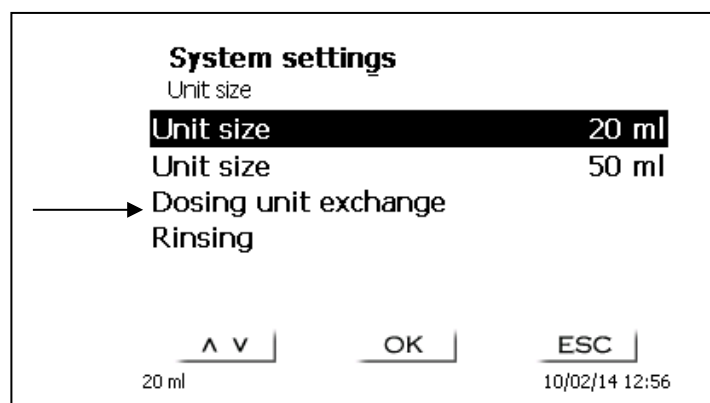 System settings
Unit size
Unit size 20 ml
Unit size 50 ml
Dosing unit exchange
Rinsing
∧ ∨ OK ESC
20 ml 10/02/14 12:56